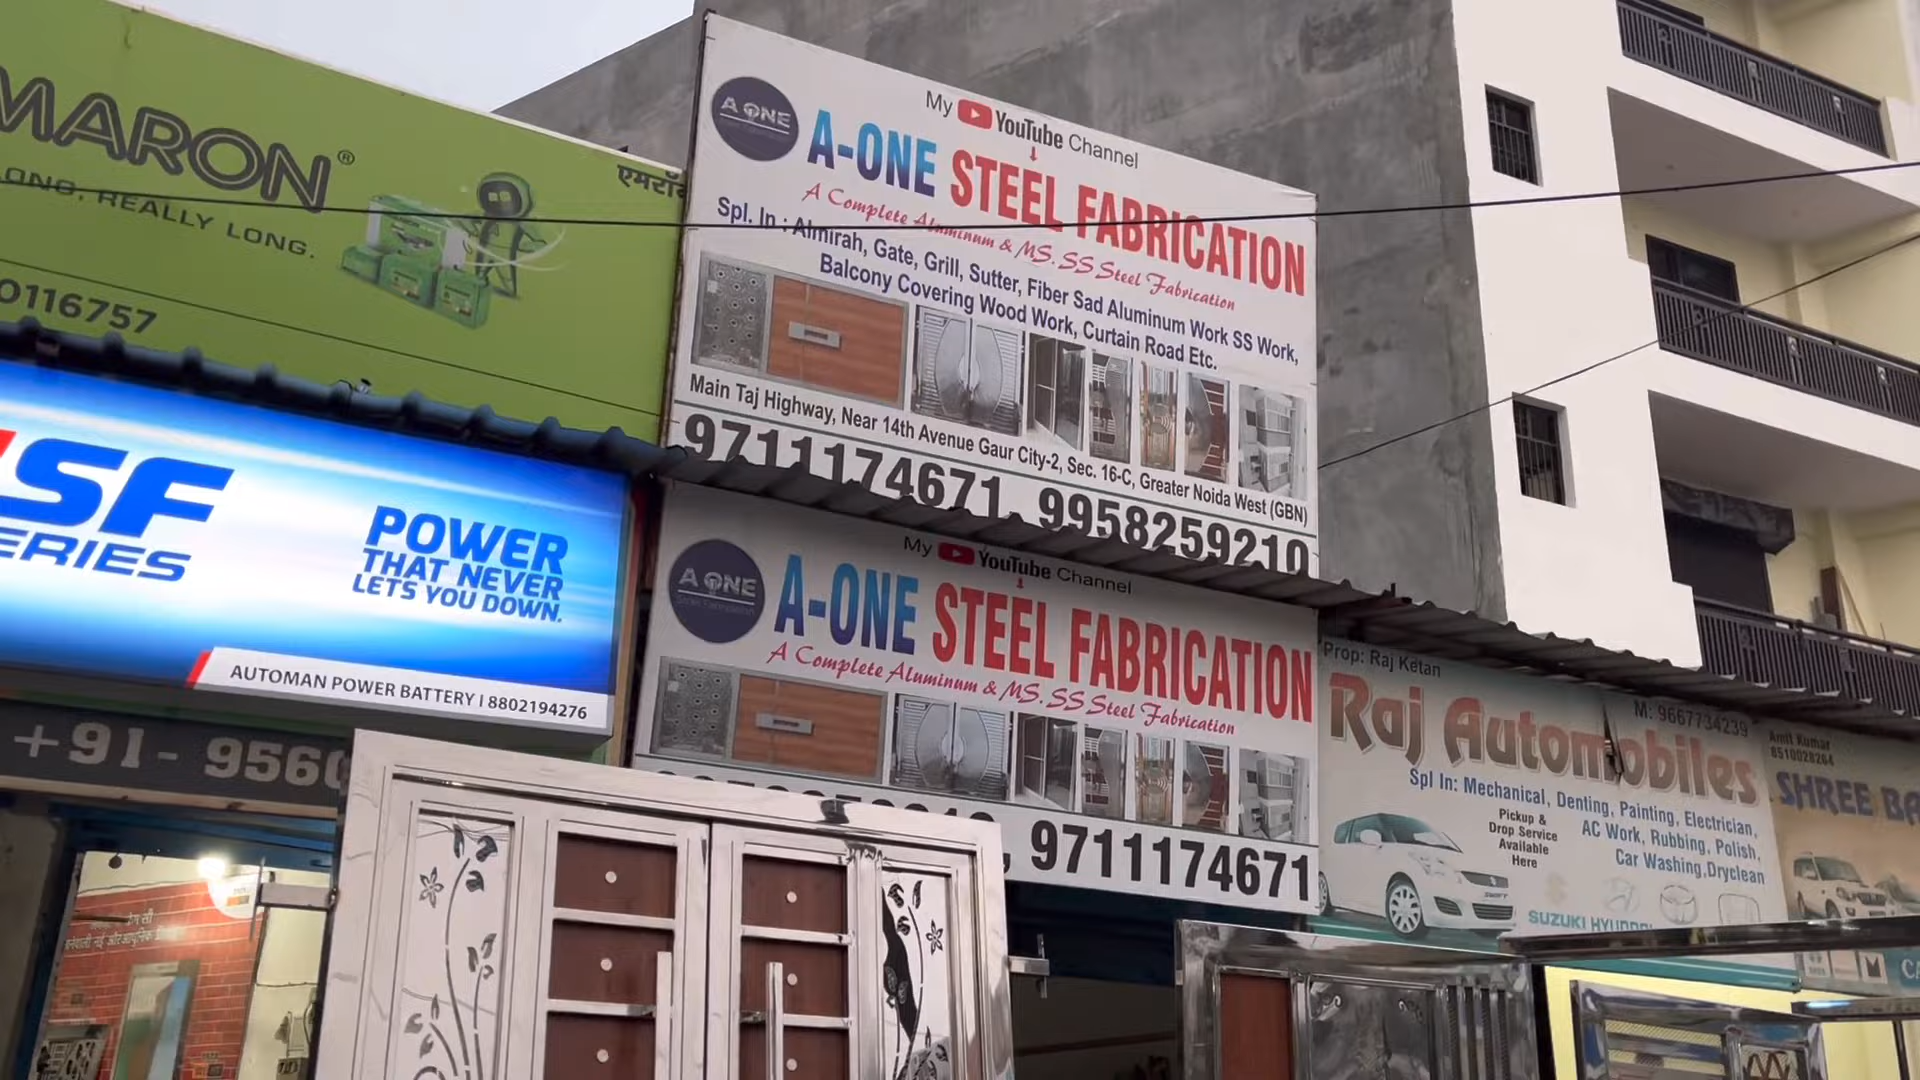 MARON®
REALLY LONG.
0116757
SF
POWER
THAT NEVER
LETS YOU DOWN.
AUTOMAN POWER BATTERY | 8802194276
+91- 956
A ONE
My YouTube Channel
A-ONE STEEL FABRICATION
A Complete Aluminum & MS. SS Steel Fabrication
Spl. In : Almirah, Gate, Grill, Sutter, Fiber Sad Aluminum Work SS Work,
Balcony Covering Wood Work, Curtain Road Etc.
Main Taj Highway, Near 14th Avenue Gaur City-2, Sec. 16-C, Greater Noida West (GBN)
9711174671, 9958259210
A ONE
My YouTube Channel
A-ONE STEEL FABRICATION
A Complete Aluminum & MS. SS Steel Fabrication
, 9711174671
Prop: Raj Ketan
M: 9667734239
Raj Automobiles
Spl In: Mechanical, Denting, Painting, Electrician,
AC Work, Rubbing, Polish,
Car Washing,Dryclean
Pickup &
Drop Service
Available
Here
SWIFT
SUZUKI HYUNDAI
Amit Kumar
8510028264
SHREE BA